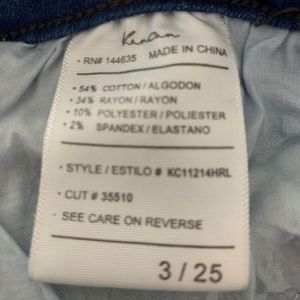 KanCan
MADE IN CHINA
• RN# 144635
• 54% COTTON / ALGODON
• 34% RAYON / RAYON
• 10% POLYESTER / POLIESTER
• 2% SPANDEX / ELASTANO
• STYLE / ESTILO # KC11214HRL
• CUT # 35510
• SEE CARE ON REVERSE
3 / 25